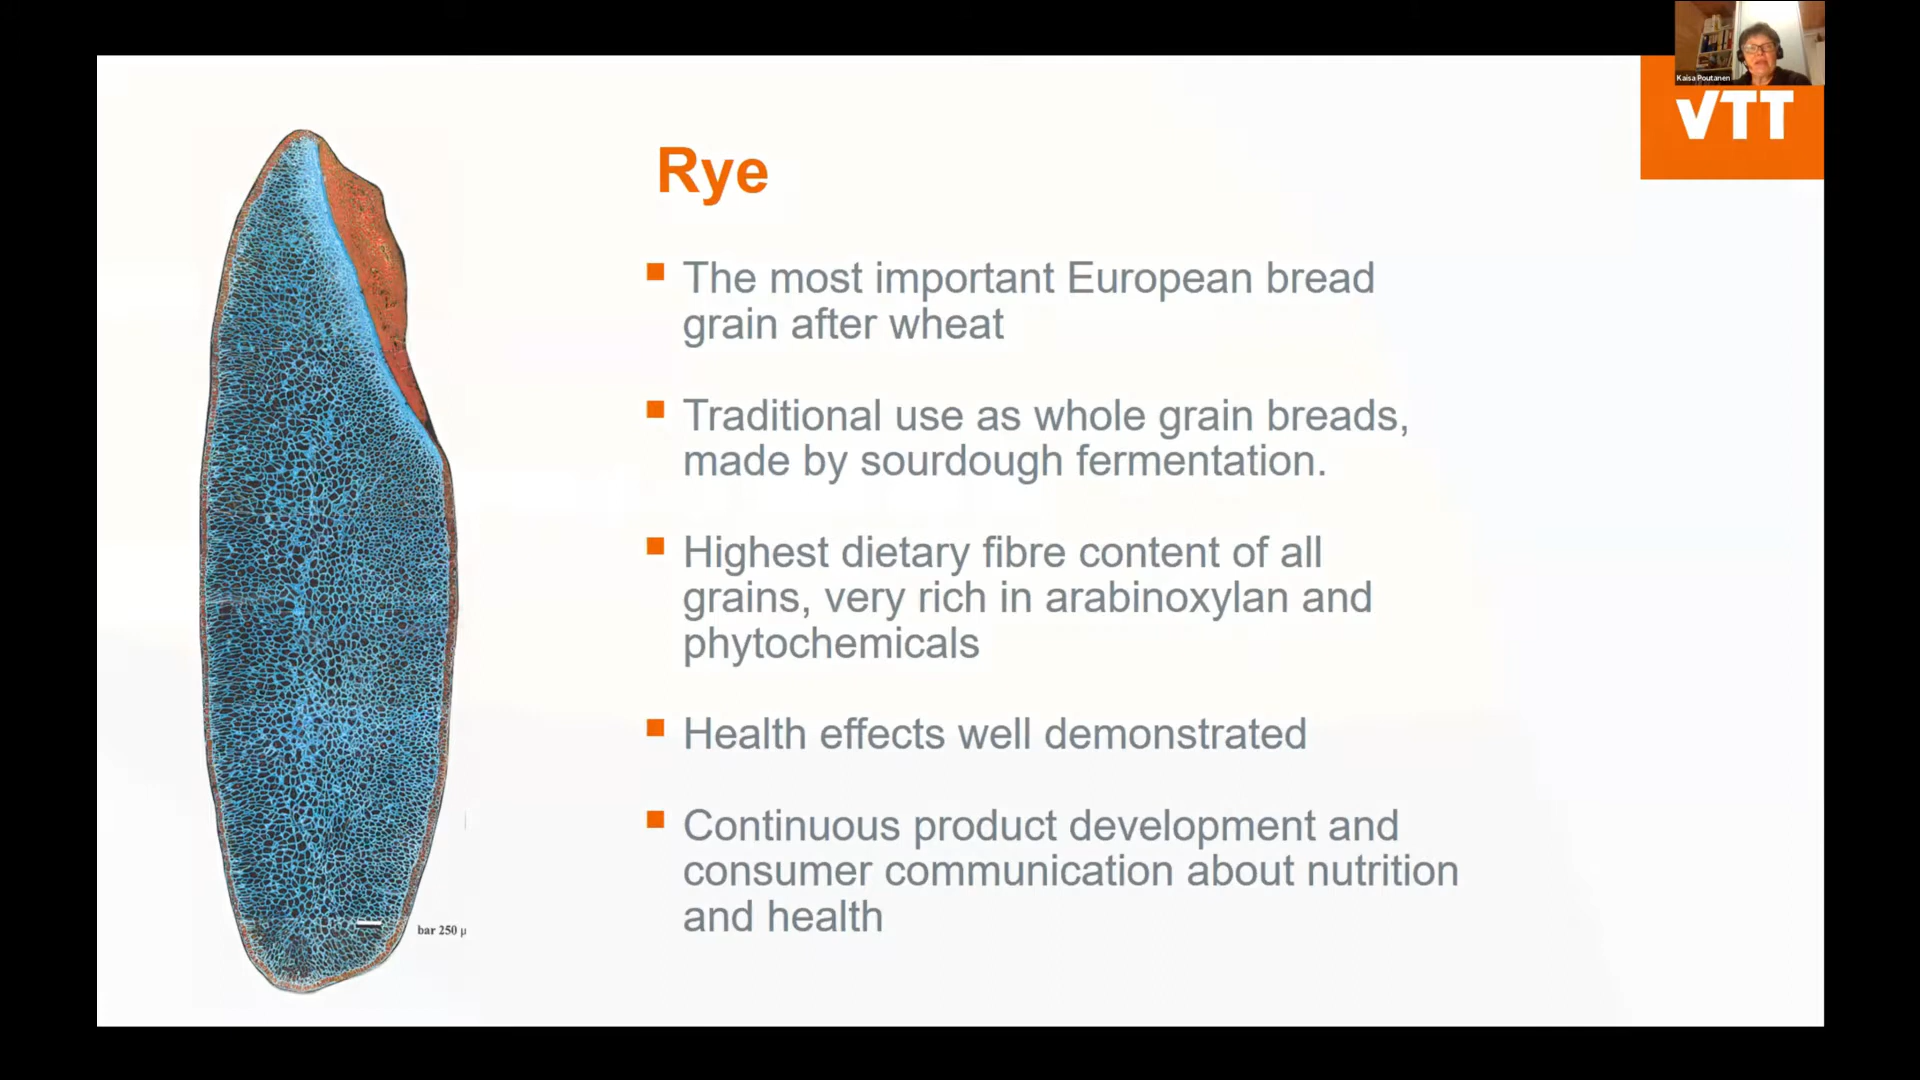 Kaisa Poutanen
VTT
Rye
The most important European bread
grain after wheat
Traditional use as whole grain breads,
made by sourdough fermentation.
Highest dietary fibre content of all
grains, very rich in arabinoxylan and
phytochemicals
Health effects well demonstrated
Continuous product development and
consumer communication about nutrition
and health
bar 250 µ